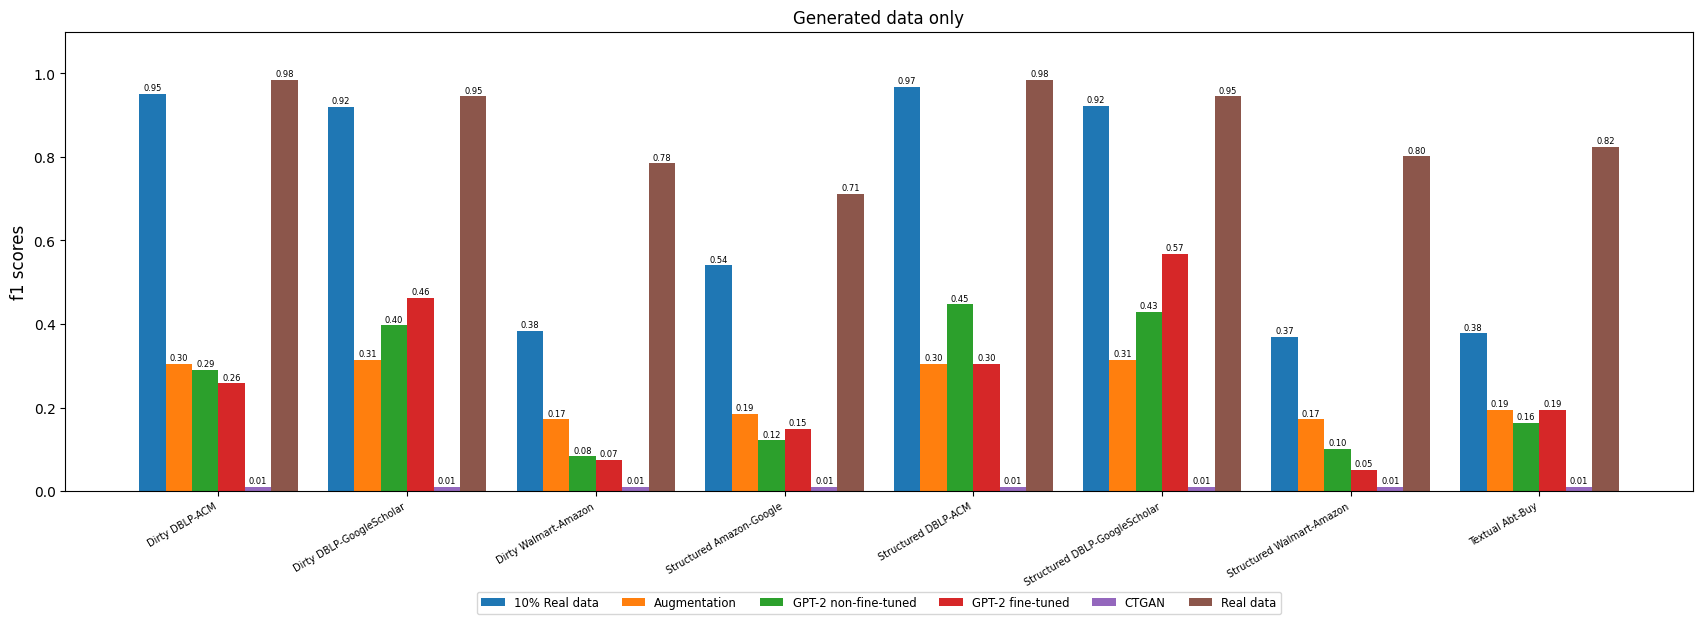 Generated data only
f1 scores
1.0
0.8
0.6
0.4
0.2
0.0
0.95 0.30 0.29 0.26 0.01 0.98
0.92 0.31 0.40 0.46 0.01 0.95
0.38 0.17 0.08 0.07 0.01 0.78
0.54 0.19 0.12 0.15 0.01 0.71
0.97 0.30 0.45 0.30 0.01 0.98
0.92 0.31 0.43 0.57 0.01 0.95
0.37 0.17 0.10 0.05 0.01 0.80
0.38 0.19 0.16 0.19 0.01 0.82
Dirty DBLP-ACM
Dirty DBLP-GoogleScholar
Dirty Walmart-Amazon
Structured Amazon-Google
Structured DBLP-ACM
Structured DBLP-GoogleScholar
Structured Walmart-Amazon
Textual Abt-Buy
10% Real data Augmentation GPT-2 non-fine-tuned GPT-2 fine-tuned CTGAN Real data